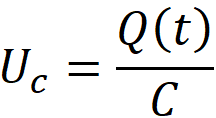 U_c = Q(t)/C